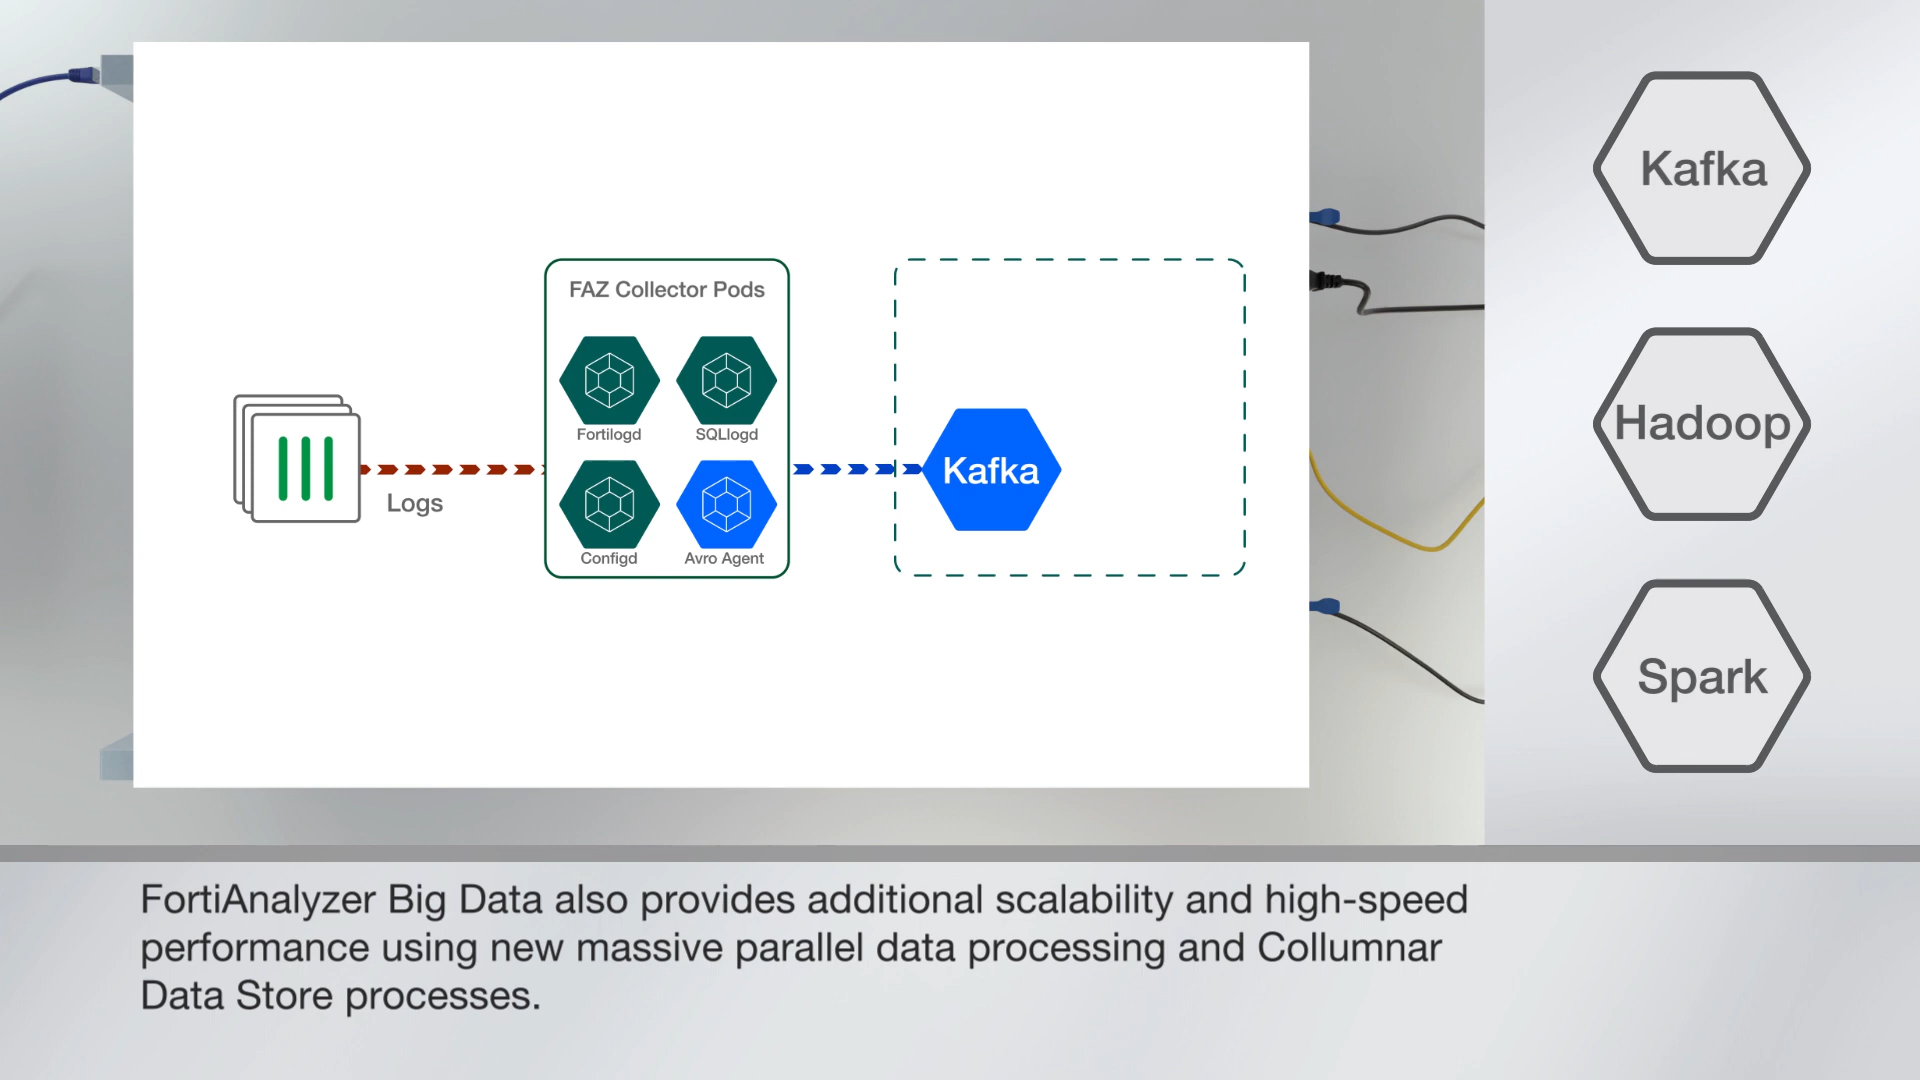 FAZ Collector Pods
Fortilogd
SQLlogd
Configd
Avro Agent
Logs
Kafka
Kafka
Hadoop
Spark
FortiAnalyzer Big Data also provides additional scalability and high-speed
performance using new massive parallel data processing and Collumnar
Data Store processes.